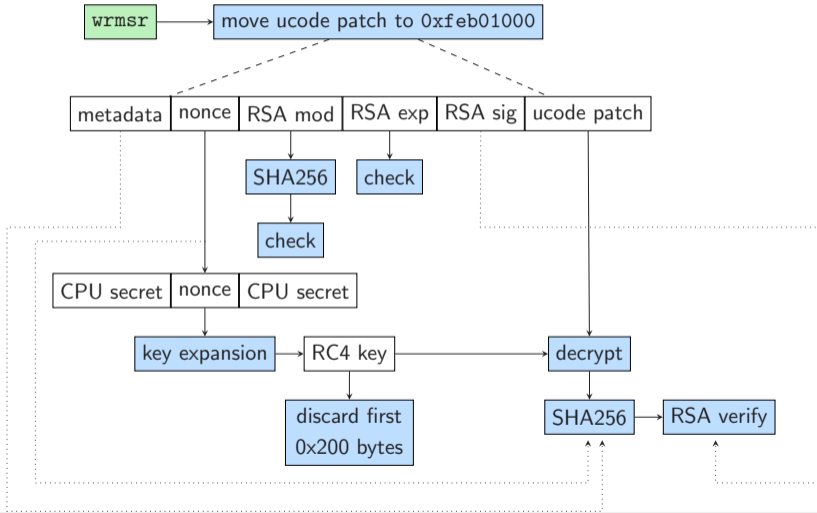 wrmsr
move ucode patch to 0xfeb01000
metadata
nonce
RSA mod
RSA exp
RSA sig
ucode patch
SHA256
check
check
CPU secret
nonce
CPU secret
key expansion
RC4 key
decrypt
discard first
0x200 bytes
SHA256
RSA verify